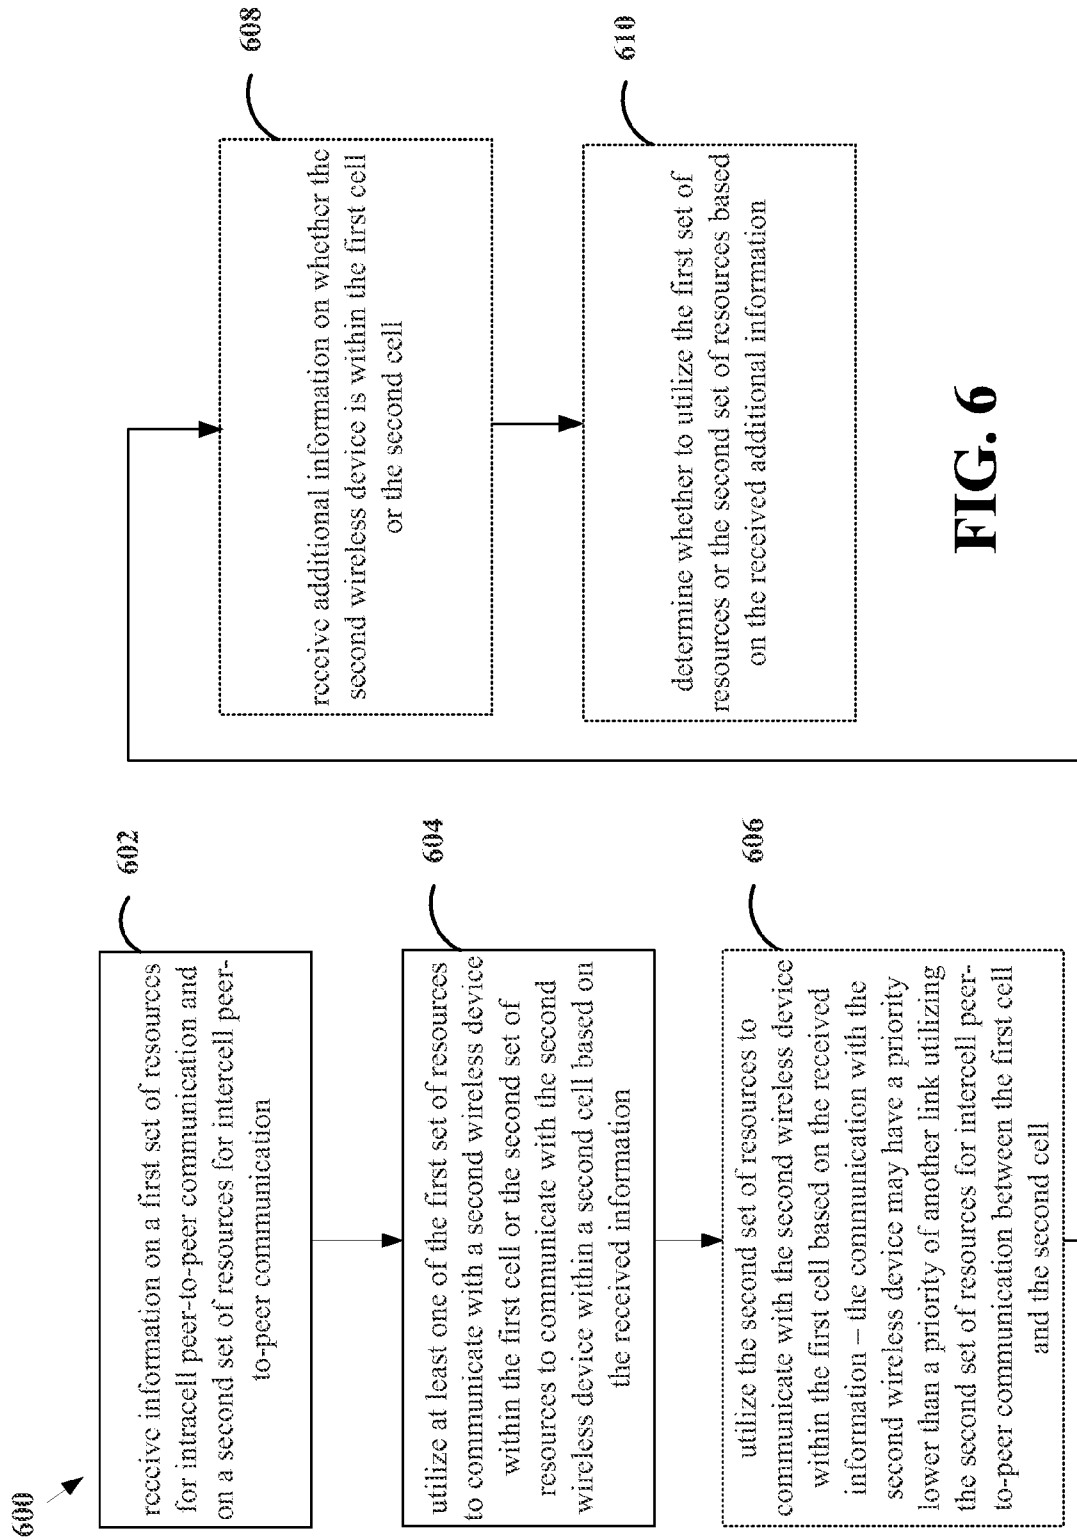 600
602
receive information on a first set of resources
for intracell peer-to-peer communication and
on a second set of resources for intercell peer-
to-peer communication
604
utilize at least one of the first set of resources
to communicate with a second wireless device
within the first cell or the second set of
resources to communicate with the second
wireless device within a second cell based on
the received information
606
utilize the second set of resources to
communicate with the second wireless device
within the first cell based on the received
information – the communication with the
second wireless device may have a priority
lower than a priority of another link utilizing
the second set of resources for intercell peer-
to-peer communication between the first cell
and the second cell
608
receive additional information on whether the
second wireless device is within the first cell
or the second cell
610
determine whether to utilize the first set of
resources or the second set of resources based
on the received additional information
FIG. 6